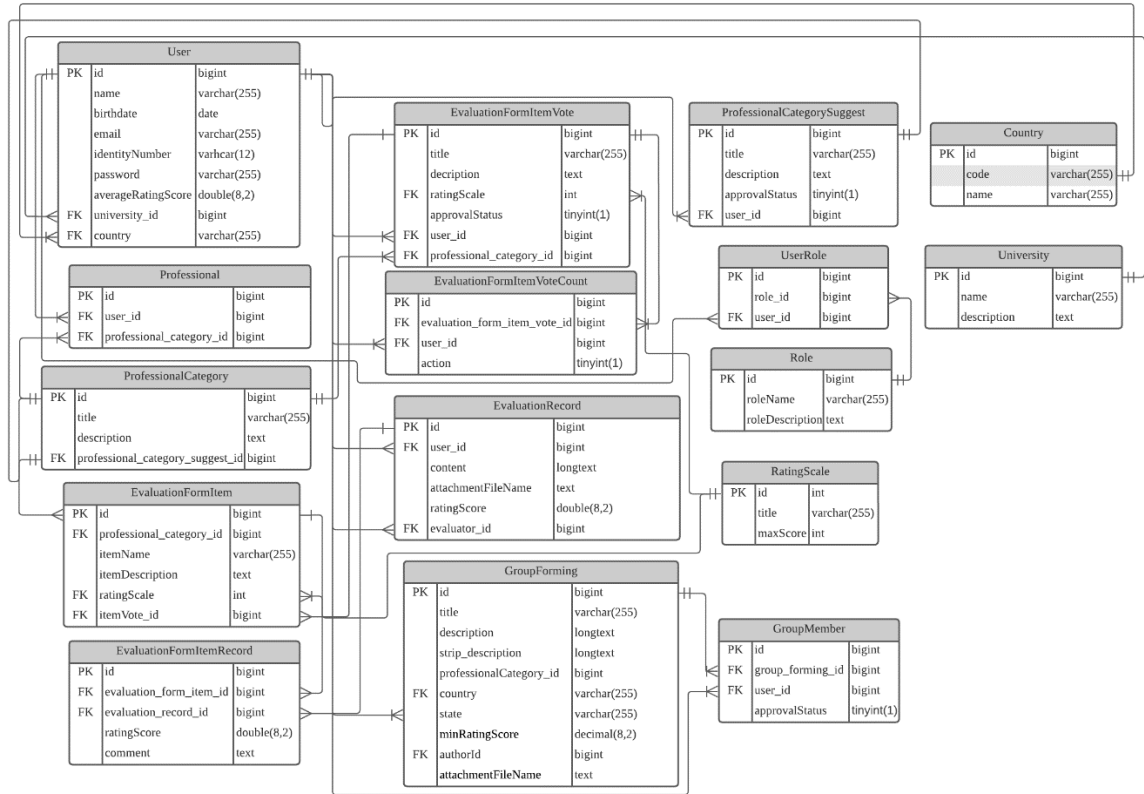 User
PK id bigint
name varchar(255)
birthdate date
email varchar(255)
identityNumber varhcar(12)
password varchar(255)
averageRatingScore double(8,2)
FK university_id bigint
FK country varchar(255)
Professional
PK id bigint
FK user_id bigint
FK professional_category_id bigint
ProfessionalCategory
PK id bigint
title varchar(255)
description text
FK professional_category_suggest_id bigint
EvaluationFormItem
PK id bigint
FK professional_category_id bigint
itemName varchar(255)
itemDescription text
FK ratingScale int
FK itemVote_id bigint
EvaluationFormItemRecord
PK id bigint
FK evaluation_form_item_id bigint
FK evaluation_record_id bigint
ratingScore double(8,2)
comment text
EvaluationFormItemVote
PK id bigint
title varchar(255)
decription text
FK ratingScale int
approvalStatus tinyint(1)
FK user_id bigint
FK professional_category_id bigint
EvaluationFormItemVoteCount
PK id bigint
FK evaluation_form_item_vote_id bigint
FK user_id bigint
action tinyint(1)
EvaluationRecord
PK id bigint
FK user_id bigint
content longtext
attachmentFileName text
ratingScore double(8,2)
FK evaluator_id bigint
GroupForming
PK id bigint
title varchar(255)
description longtext
strip_description longtext
professionalCategory_id bigint
FK country varchar(255)
state varchar(255)
minRatingScore decimal(8,2)
FK authorId bigint
attachmentFileName text
ProfessionalCategorySuggest
PK id bigint
title varchar(255)
description text
approvalStatus tinyint(1)
FK user_id bigint
UserRole
PK id bigint
role_id bigint
FK user_id bigint
Role
PK id bigint
roleName varchar(255)
roleDescription text
RatingScale
PK id int
title varchar(255)
maxScore int
GroupMember
PK id bigint
FK group_forming_id bigint
FK user_id bigint
approvalStatus tinyint(1)
Country
PK id bigint
code varchar(255)
name varchar(255)
University
PK id bigint
name varchar(255)
description text